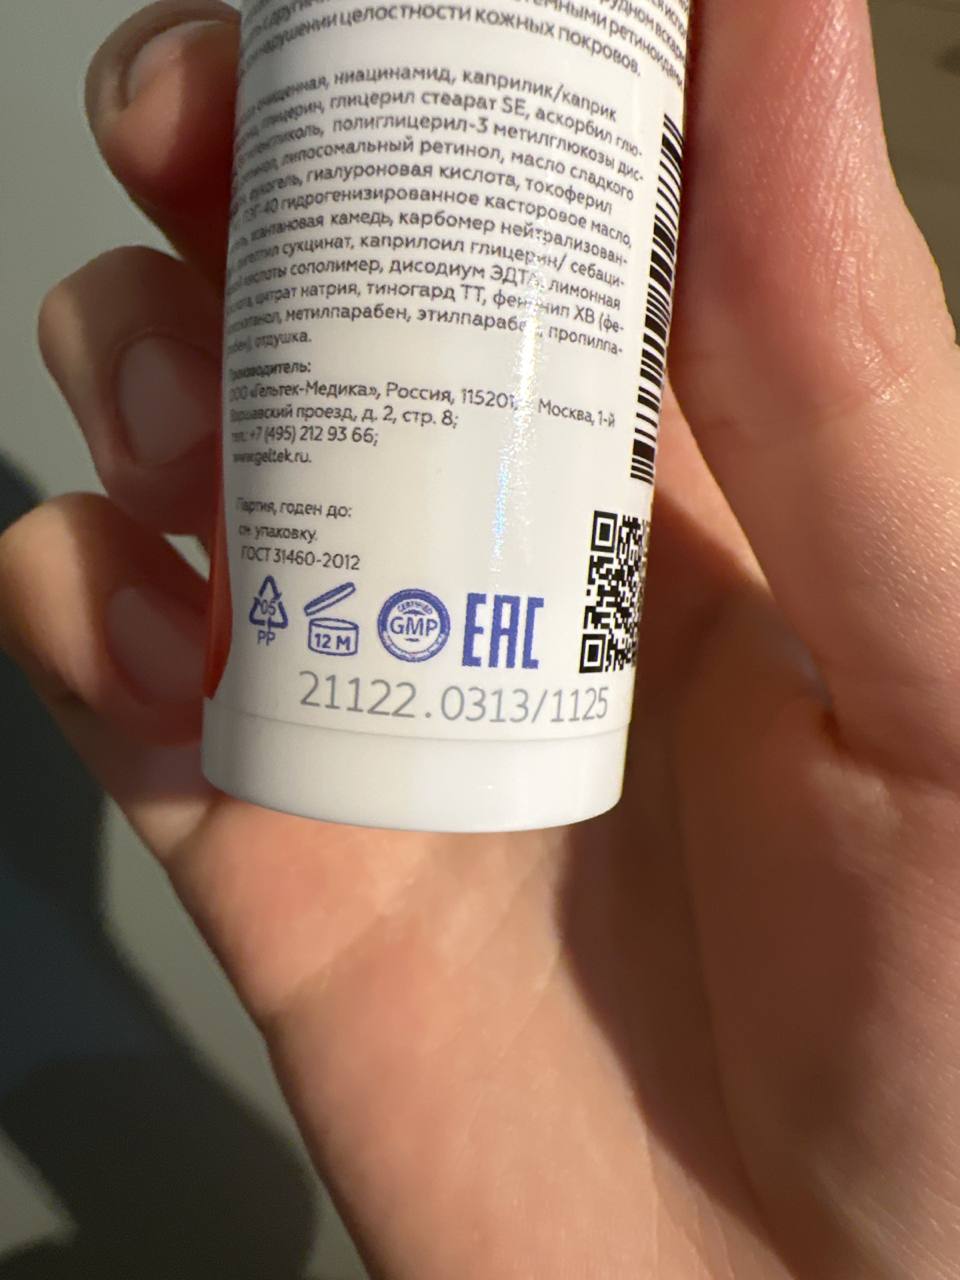 нарушении целостности кожных покровов.
очищенная, ниацинамид, каприлик/каприк
глицерин, глицерил стеарат SE, аскорбил глю-
полиглицерил-3 метилглюкозы дис-
липосомальный ретинол, масло сладкого
гиалуроновая кислота, токоферил
ПЭГ-40 гидрогенизированное касторовое масло,
ксантановая камедь, карбомер нейтрализован-
сукцинат, каприлоил глицерин/ себаци-
кислоты сополимер, дисодиум ЭДТА, лимонная
цитрат натрия, тиногард ТТ, ХВ (фе-
метилпарабен, этилпарабен, пропилпа-
отдушка.
Производитель:
ООО «Гельтек-Медика», Россия, 115201, Москва, 1-й
Варшавский проезд, д. 2, стр. 8;
тел.: +7 (495) 212 93 66;
www.geltek.ru.
Партия, годен до:
см. упаковку.
ГОСТ 31460-2012
05
PP
12 M
CERTIFIED
GMP
EAC
21122.0313/1125